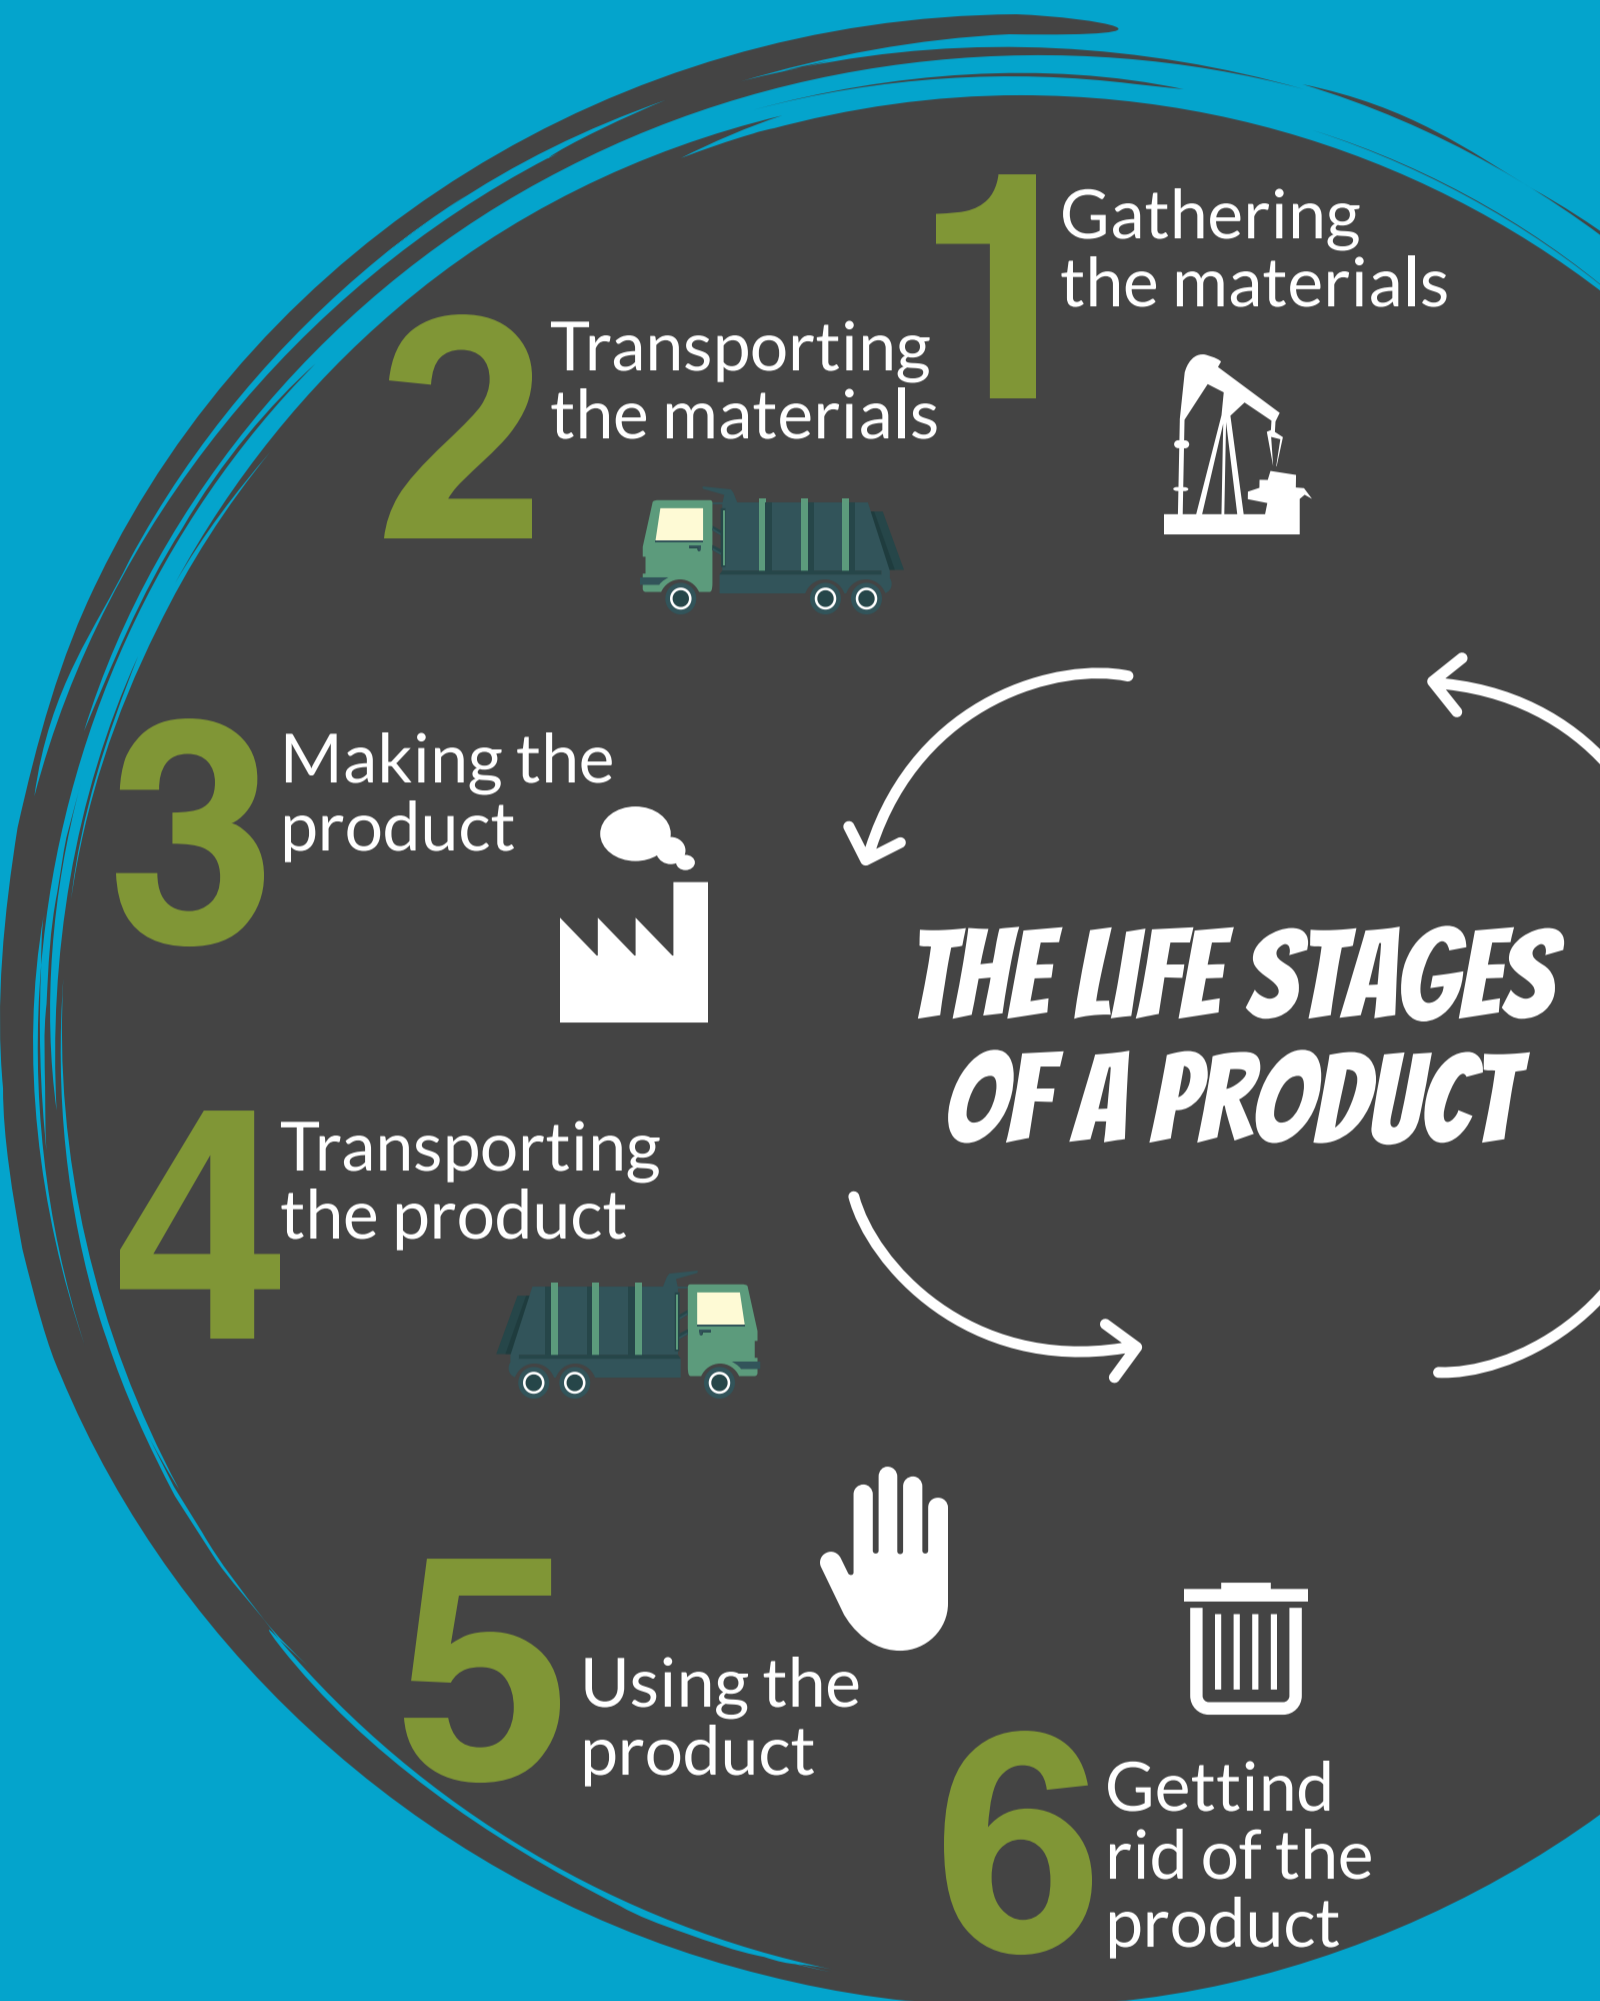 1
Gathering
the materials
2
Transporting
the materials
3
Making the
product
THE LIFE STAGES
OF A PRODUCT
4
Transporting
the product
5
Using the
product
6
Gettind
rid of the
product